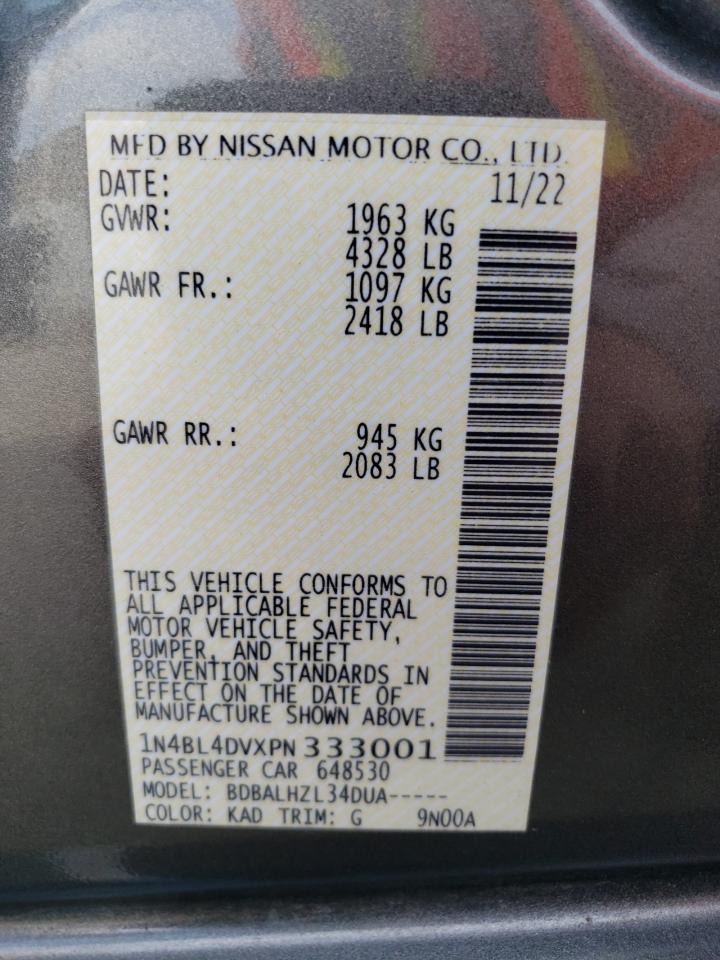 MFD BY NISSAN MOTOR CO., LTD.
DATE: 11/22
GVWR: 1963 KG
4328 LB
GAWR FR.: 1097 KG
2418 LB
GAWR RR.: 945 KG
2083 LB
THIS VEHICLE CONFORMS TO
ALL APPLICABLE FEDERAL
MOTOR VEHICLE SAFETY,
BUMPER, AND THEFT
PREVENTION STANDARDS IN
EFFECT ON THE DATE OF
MANUFACTURE SHOWN ABOVE.
1N4BL4DVXPN333001
PASSENGER CAR 648530
MODEL: BDBALHZL34DUA-----
COLOR: KAD TRIM: G 9N00A